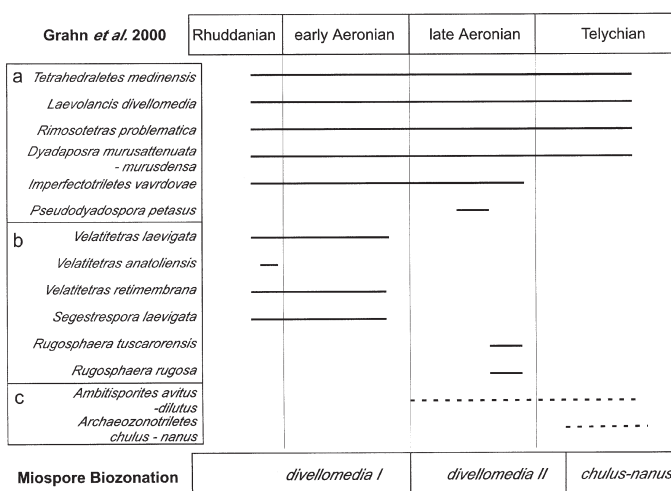 Grahn et al. 2000
Rhuddanian
early Aeronian
late Aeronian
Telychian
a
Tetrahedraletes medinensis
Laevolancis divellomedia
Rimosotetras problematica
Dyadaposra murusattenuata
- murusdensa
Imperfectotriletes vavrdovae
Pseudodyadospora petasus
b
Velatitetras laevigata
Velatitetras anatoliensis
Velatitetras retimembrana
Segestrespora laevigata
Rugosphaera tuscarorensis
Rugosphaera rugosa
c
Ambitisporites avitus
-dilutus
Archaeozonotriletes
chulus - nanus
Miospore Biozonation
divellomedia I
divellomedia II
chulus-nanus